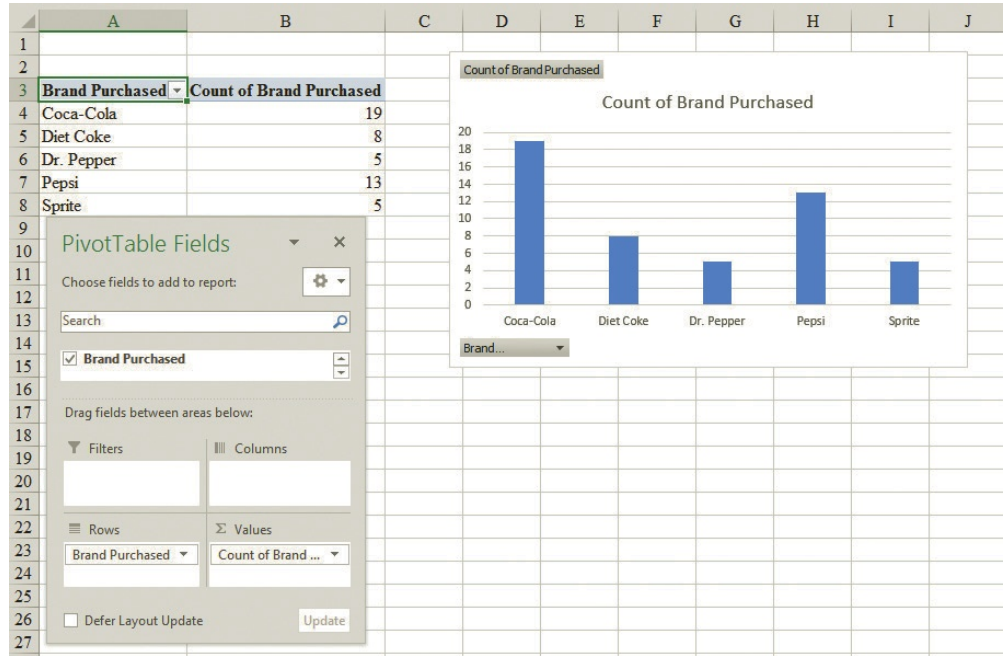 A B C D E F G H I J
1
2
3 Brand Purchased Count of Brand Purchased
4 Coca-Cola 19
5 Diet Coke 8
6 Dr. Pepper 5
7 Pepsi 13
8 Sprite 5
9
10
11
12
13
14
15
16
17
18
19
20
21
22
23
24
25
26
27
PivotTable Fields
Choose fields to add to report:
Search
Brand Purchased
Drag fields between areas below:
Filters Columns
Rows Σ Values
Brand Purchased Count of Brand ...
Defer Layout Update Update
Count of Brand Purchased
Count of Brand Purchased
20
18
16
14
12
10
8
6
4
2
0
Coca-Cola Diet Coke Dr. Pepper Pepsi Sprite
Brand...